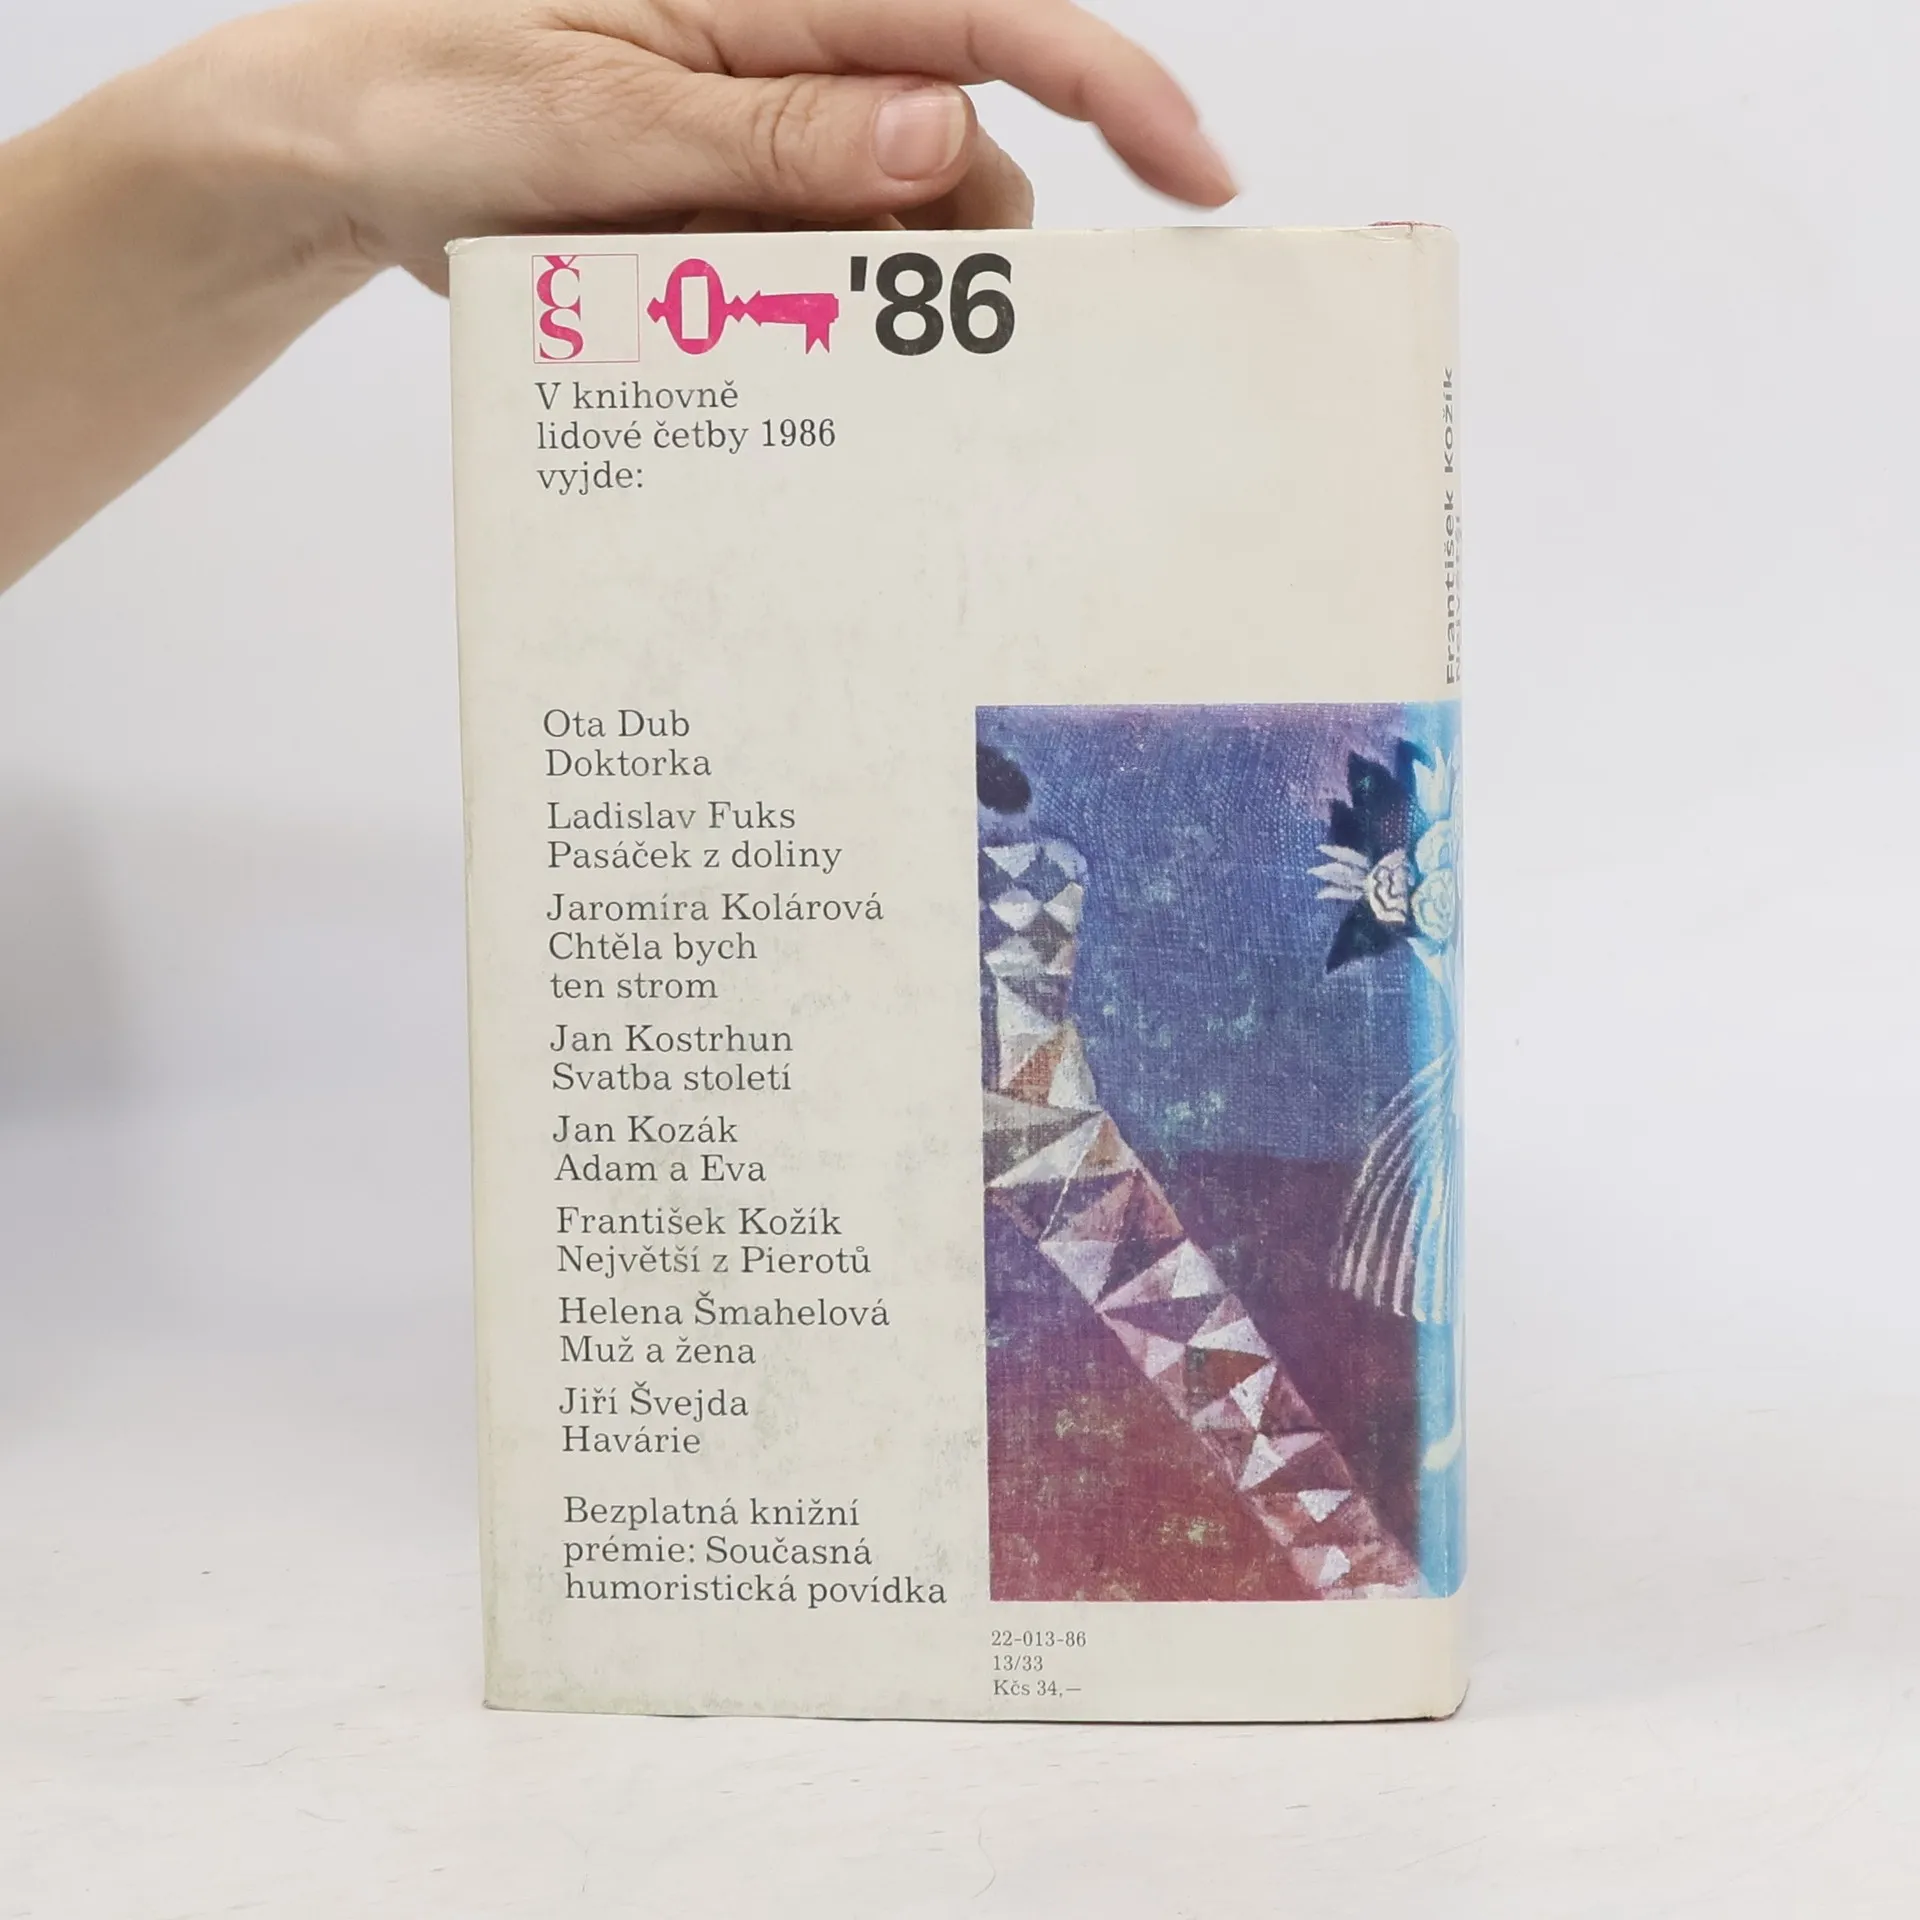 Č
S
'86
V knihovně
lidové četby 1986
vyjde:
Ota Dub
Doktorka
Ladislav Fuks
Pasáček z doliny
Jaromíra Kolárová
Chtěla bych
ten strom
Jan Kostrhun
Svatba století
Jan Kozák
Adam a Eva
František Kožík
Největší z Pierotů
Helena Šmahelová
Muž a žena
Jiří Švejda
Havárie
Bezplatná knižní
prémie: Současná
humoristická povídka
22-013-86
13/33
Kčs 34,—
František Kožík